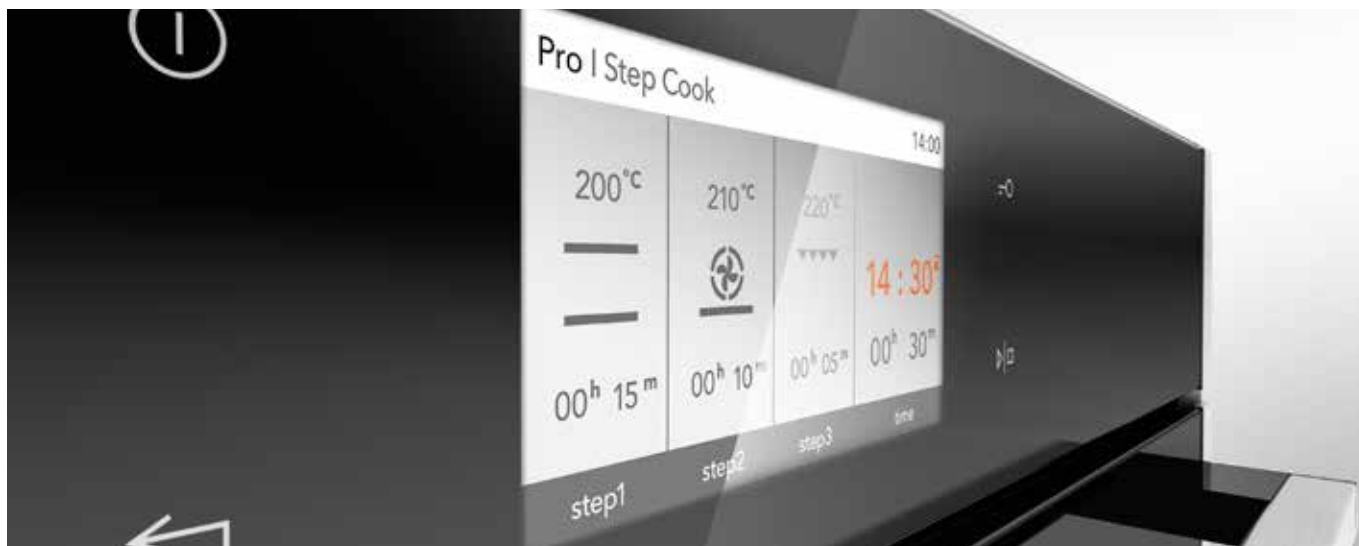 Pro | Step Cook
14:00
200°C
210°C
220°C
14 : 30
00h 15m
00h 10m
00h 05m
00h 30m
step1
step2
step3
time